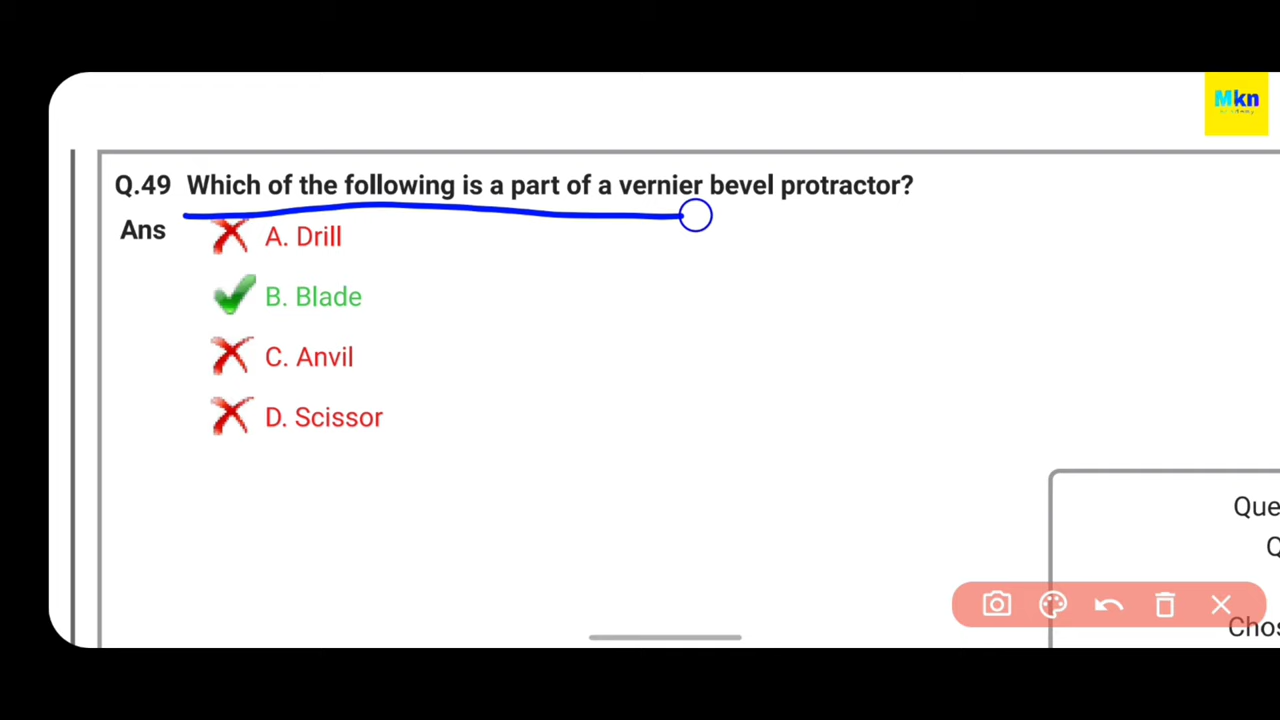 Mkn
Q.49 Which of the following is a part of a vernier bevel protractor?
Ans
A. Drill
B. Blade
C. Anvil
D. Scissor
Que
Q
Chos